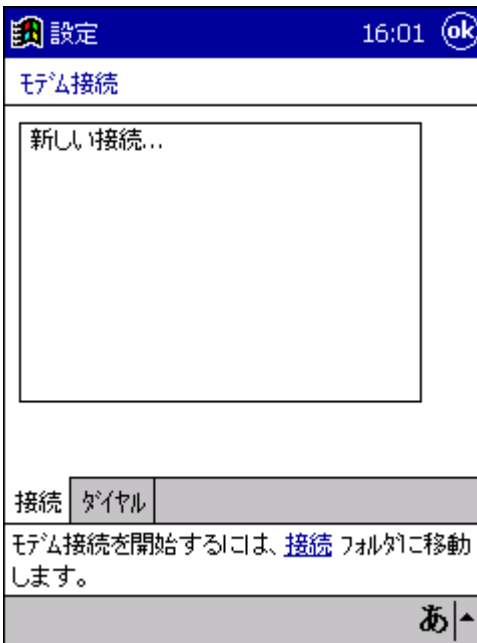 設定 16:01 ok
モデム接続
新しい接続...
接続 ダイヤル
モデム接続を開始するには、接続 フォルダに移動
します。
あ